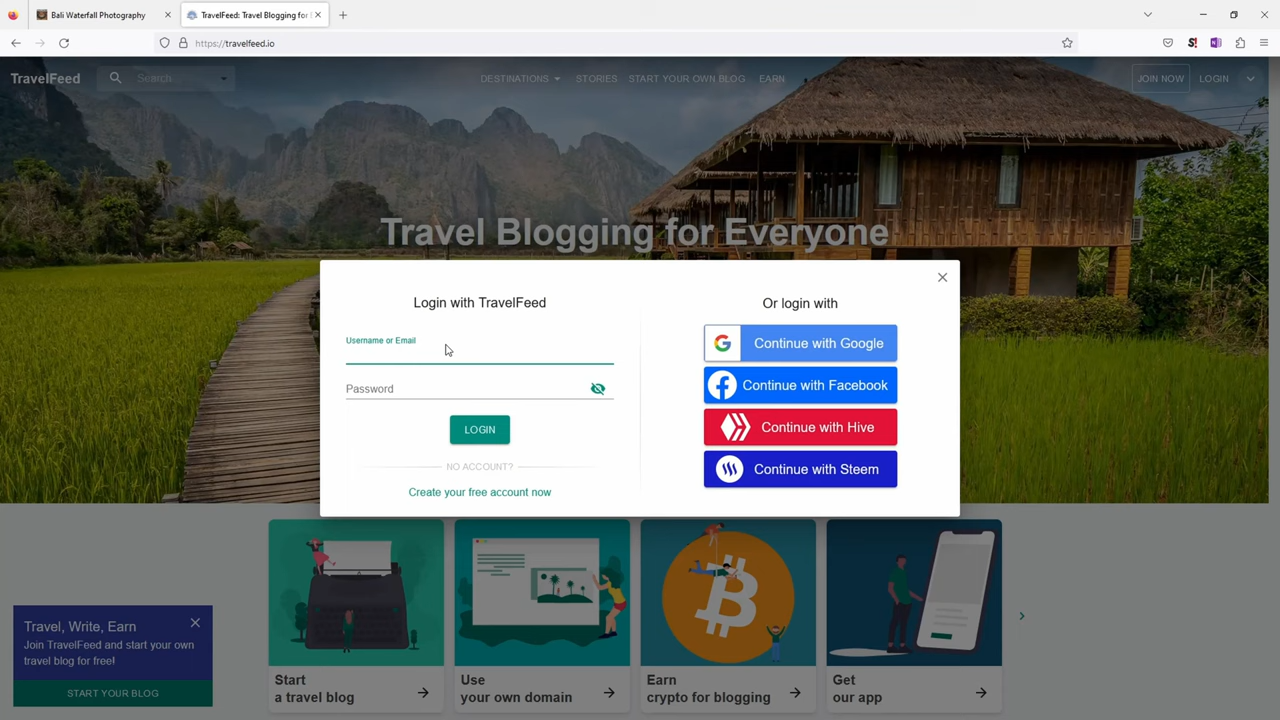 Bali Waterfall Photography
TravelFeed: Travel Blogging for E
https://travelfeed.io
TravelFeed
Search
DESTINATIONS
STORIES
START YOUR OWN BLOG
EARN
JOIN NOW
LOGIN
Travel Blogging for Everyone
Login with TravelFeed
Username or Email
Password
LOGIN
NO ACCOUNT?
Create your free account now
Or login with
Continue with Google
Continue with Facebook
Continue with Hive
Continue with Steem
Travel, Write, Earn
Join TravelFeed and start your own
travel blog for free!
START YOUR BLOG
Start
a travel blog
Use
your own domain
Earn
crypto for blogging
Get
our app